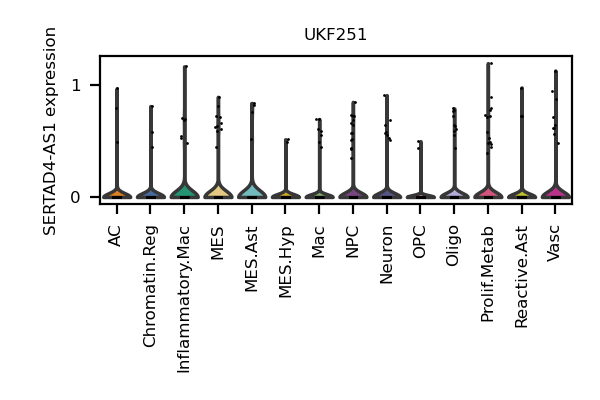 UKF251
SERTAD4-AS1 expression
1
0
AC
Chromatin.Reg
Inflammatory.Mac
MES
MES.Ast
MES.Hyp
Mac
NPC
Neuron
OPC
Oligo
Prolif.Metab
Reactive.Ast
Vasc